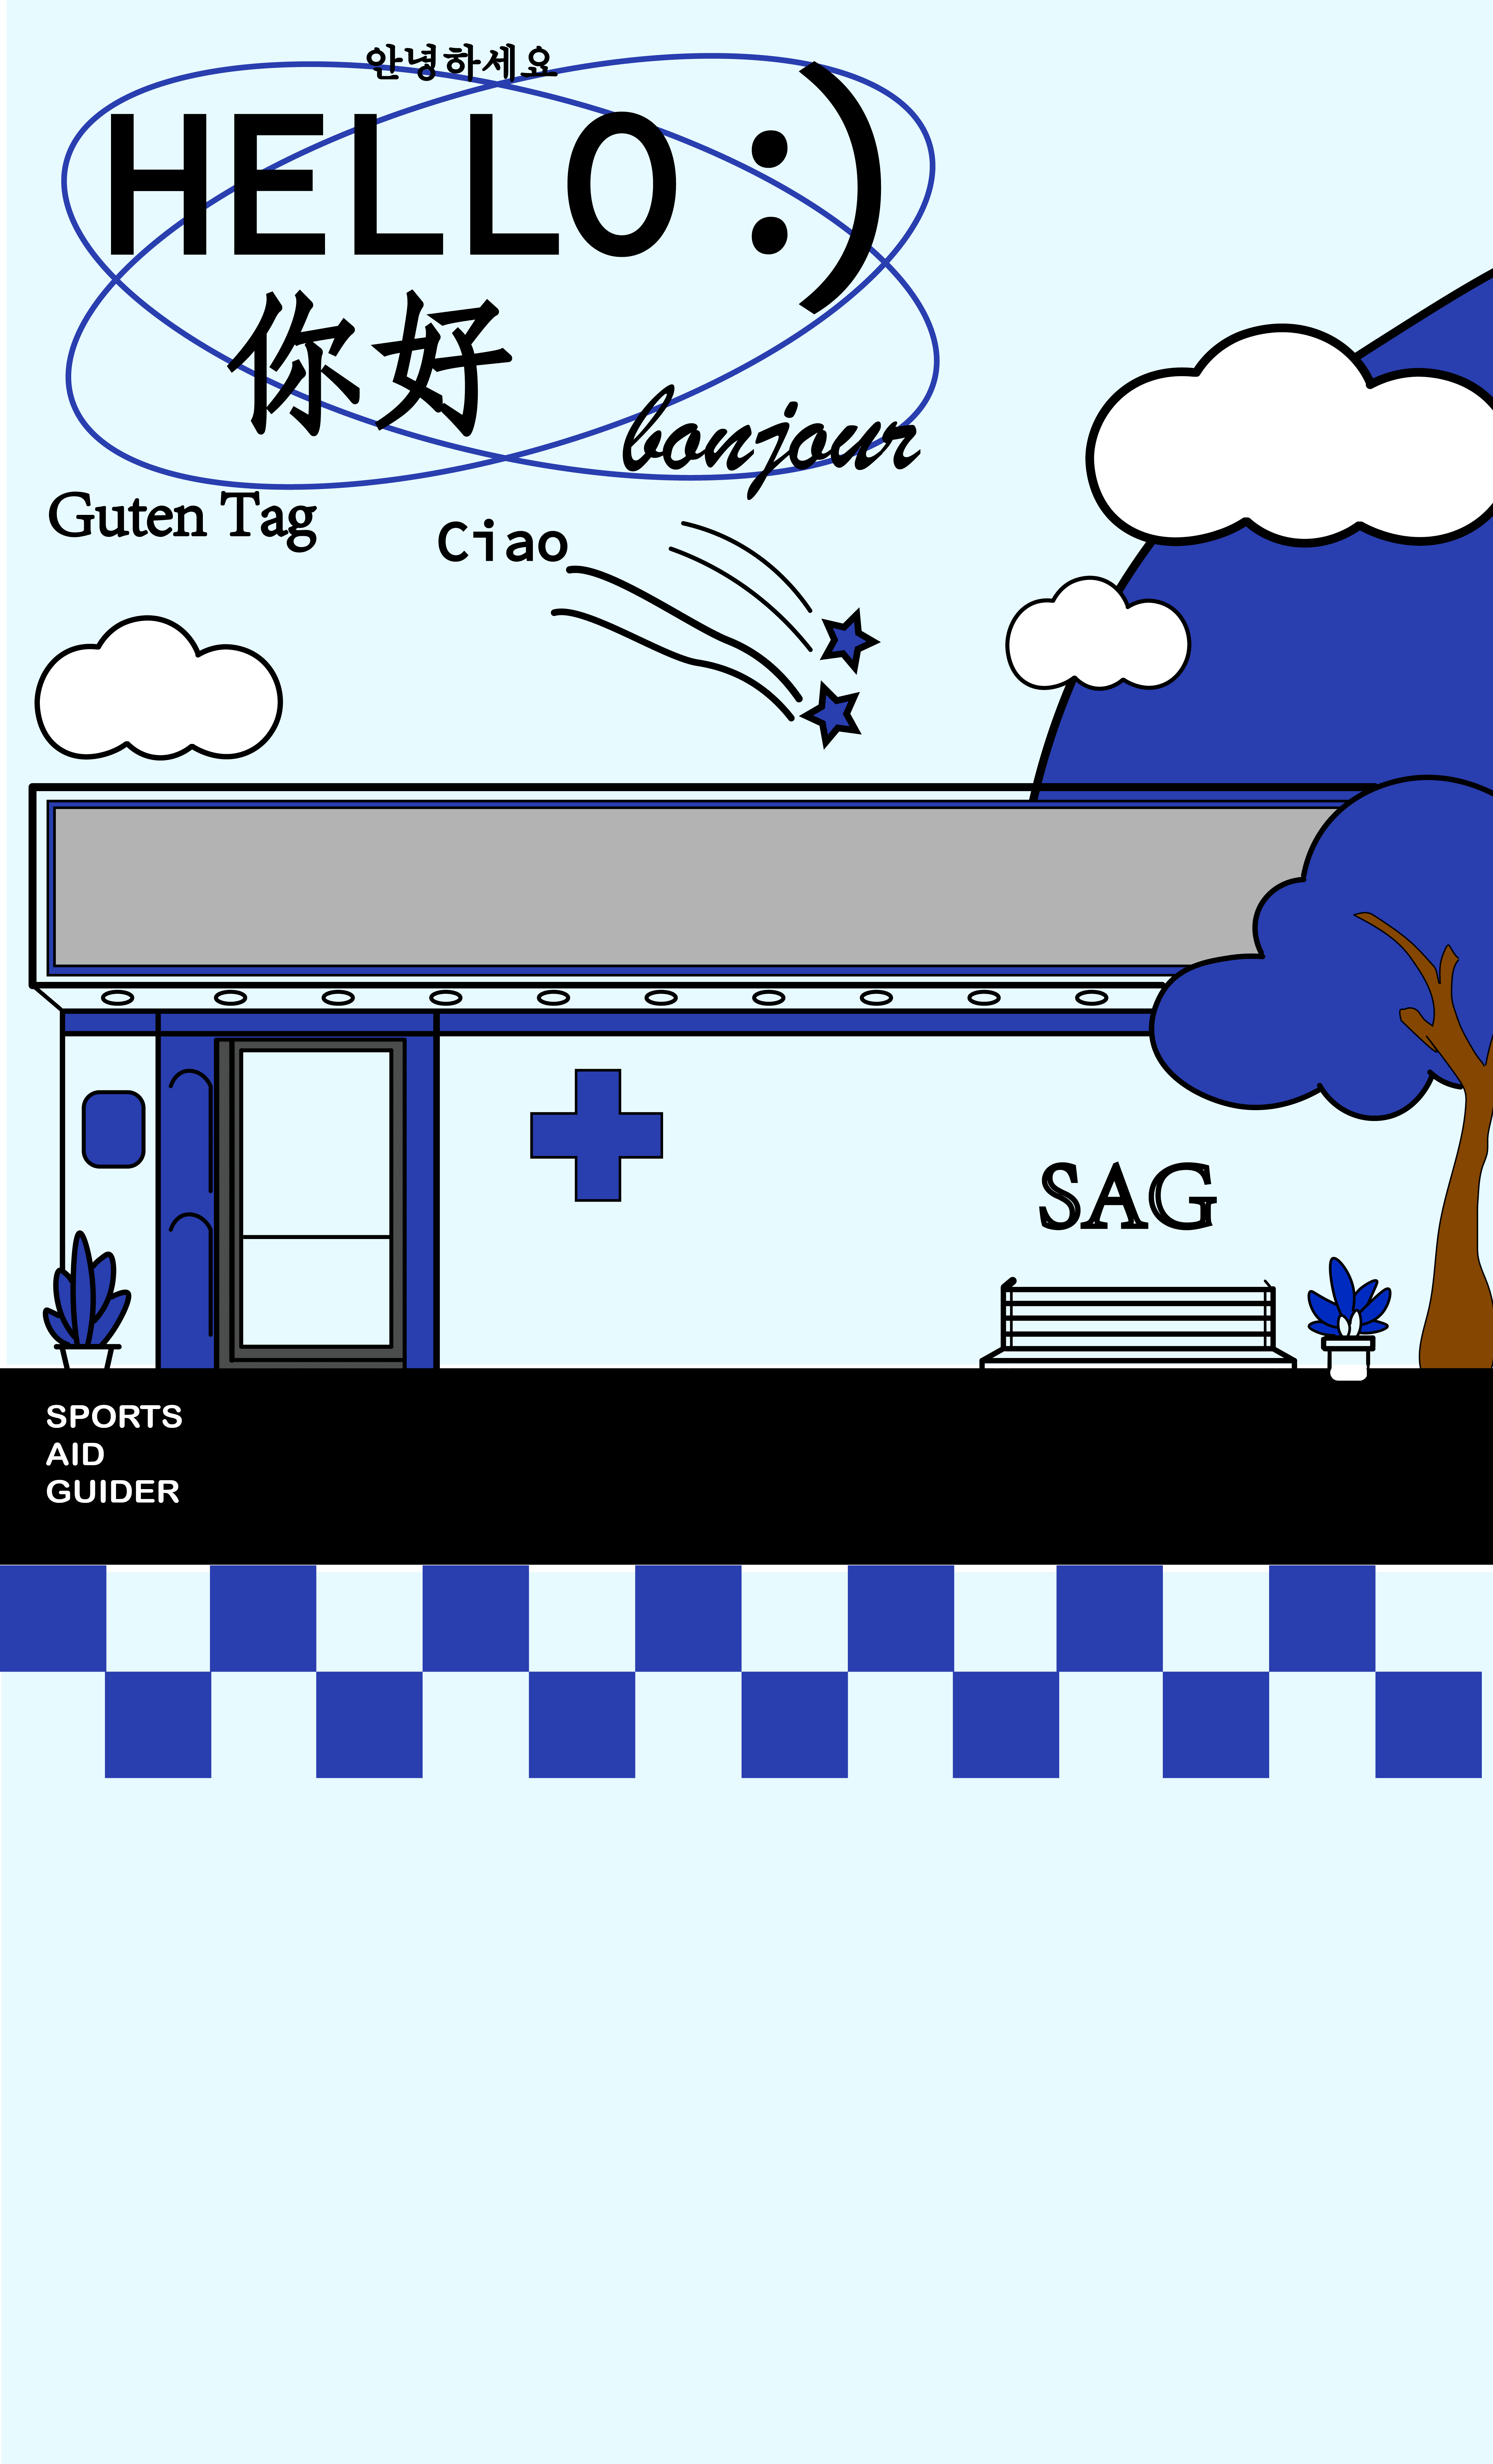 안녕하세요
HELLO :)
你好
bonjour
Guten Tag
Ciao
SAG
SPORTS
AID
GUIDER